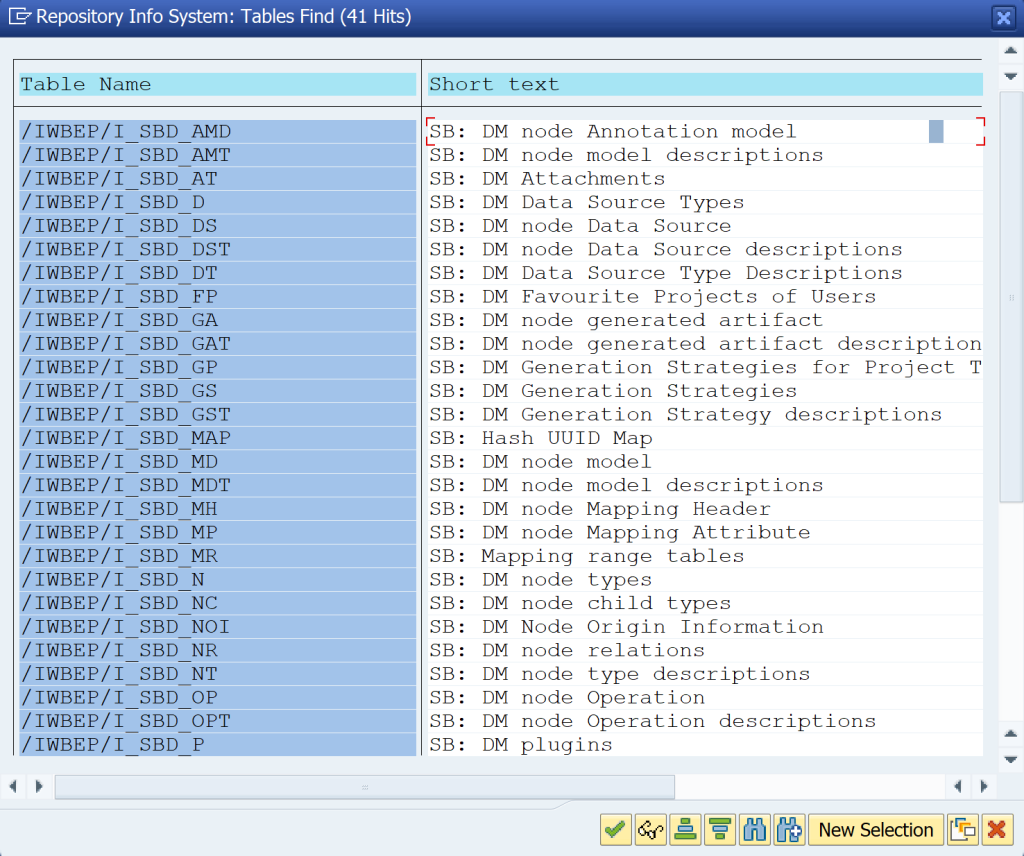 Repository Info System: Tables Find (41 Hits)
Table Name Short text
/IWBEP/I_SBD_AMD SB: DM node Annotation model
/IWBEP/I_SBD_AMT SB: DM node model descriptions
/IWBEP/I_SBD_AT SB: DM Attachments
/IWBEP/I_SBD_D SB: DM Data Source Types
/IWBEP/I_SBD_DS SB: DM node Data Source
/IWBEP/I_SBD_DST SB: DM node Data Source descriptions
/IWBEP/I_SBD_DT SB: DM Data Source Type Descriptions
/IWBEP/I_SBD_FP SB: DM Favourite Projects of Users
/IWBEP/I_SBD_GA SB: DM node generated artifact
/IWBEP/I_SBD_GAT SB: DM node generated artifact description
/IWBEP/I_SBD_GP SB: DM Generation Strategies for Project T
/IWBEP/I_SBD_GS SB: DM Generation Strategies
/IWBEP/I_SBD_GST SB: DM Generation Strategy descriptions
/IWBEP/I_SBD_MAP SB: Hash UUID Map
/IWBEP/I_SBD_MD SB: DM node model
/IWBEP/I_SBD_MDT SB: DM node model descriptions
/IWBEP/I_SBD_MH SB: DM node Mapping Header
/IWBEP/I_SBD_MP SB: DM node Mapping Attribute
/IWBEP/I_SBD_MR SB: Mapping range tables
/IWBEP/I_SBD_N SB: DM node types
/IWBEP/I_SBD_NC SB: DM node child types
/IWBEP/I_SBD_NOI SB: DM Node Origin Information
/IWBEP/I_SBD_NR SB: DM node relations
/IWBEP/I_SBD_NT SB: DM node type descriptions
/IWBEP/I_SBD_OP SB: DM node Operation
/IWBEP/I_SBD_OPT SB: DM node Operation descriptions
/IWBEP/I_SBD_P SB: DM plugins
New Selection